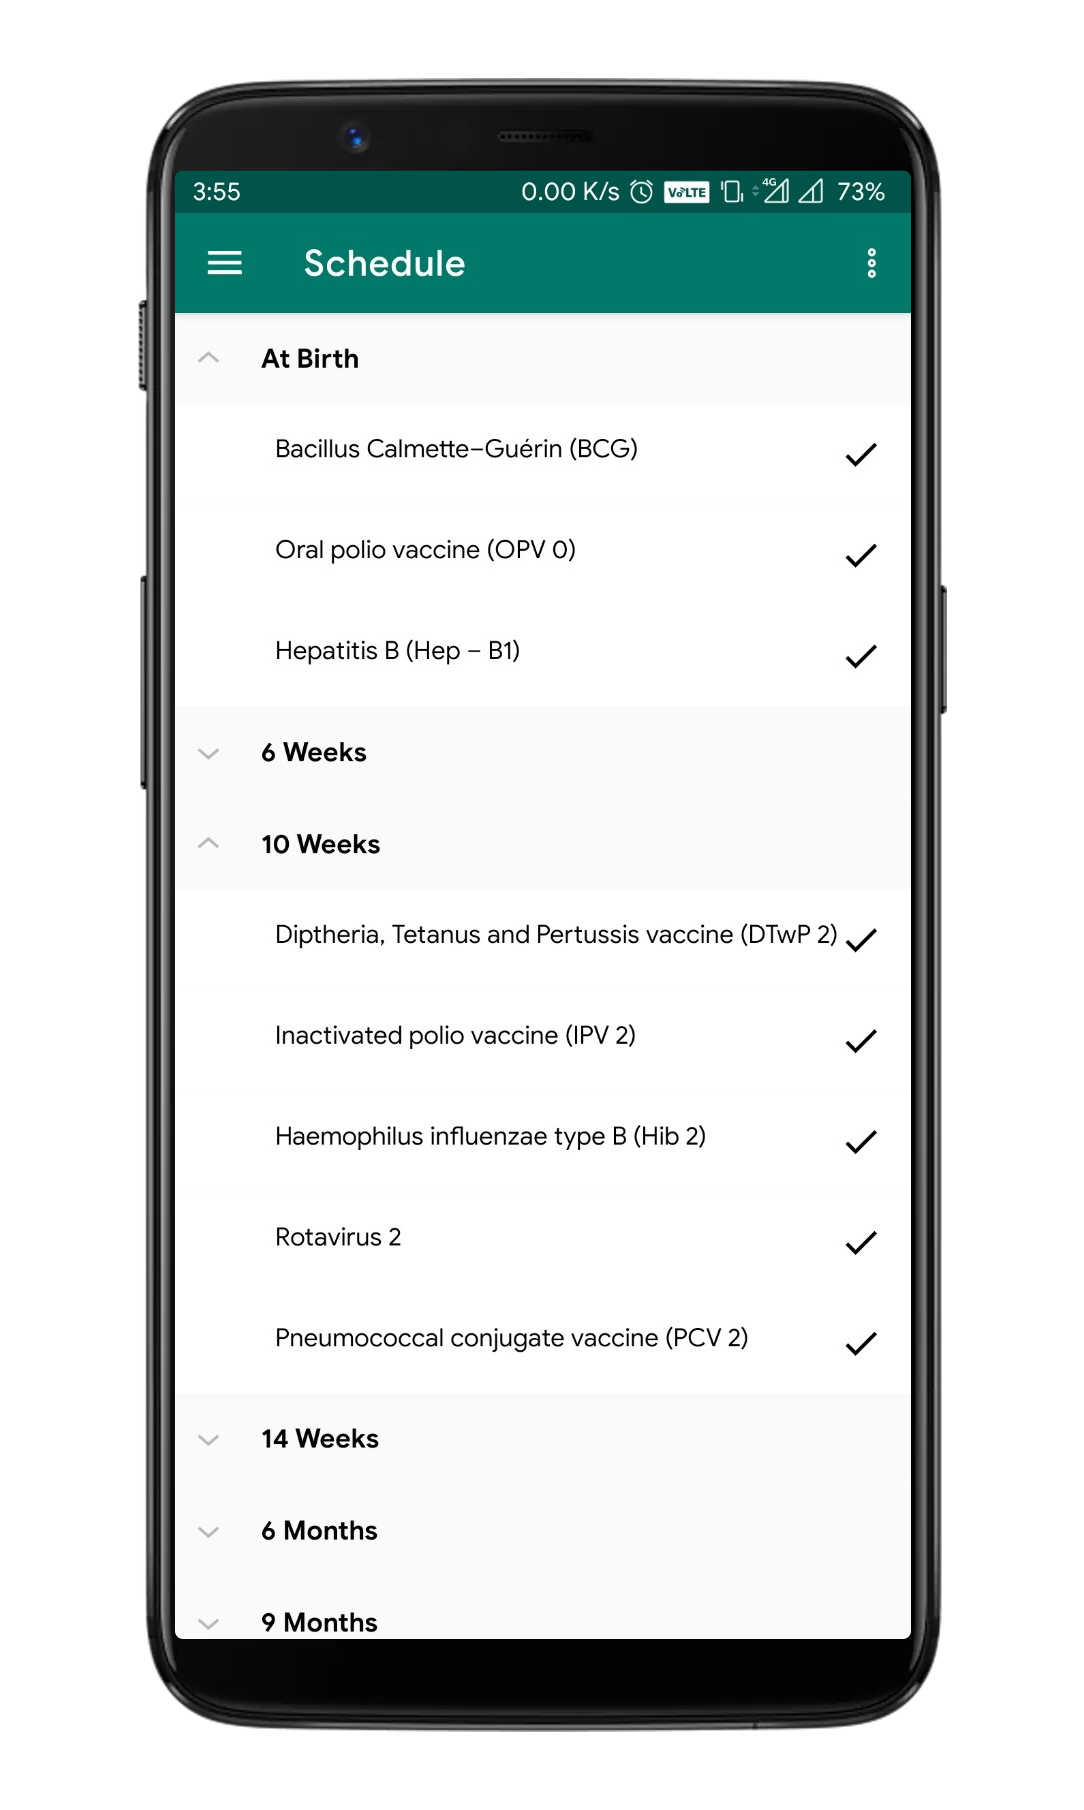 3:55 0.00 K/s VoLTE 4G 73%
Schedule
At Birth
Bacillus Calmette–Guérin (BCG)
Oral polio vaccine (OPV 0)
Hepatitis B (Hep – B1)
6 Weeks
10 Weeks
Diptheria, Tetanus and Pertussis vaccine (DTwP 2)
Inactivated polio vaccine (IPV 2)
Haemophilus influenzae type B (Hib 2)
Rotavirus 2
Pneumococcal conjugate vaccine (PCV 2)
14 Weeks
6 Months
9 Months